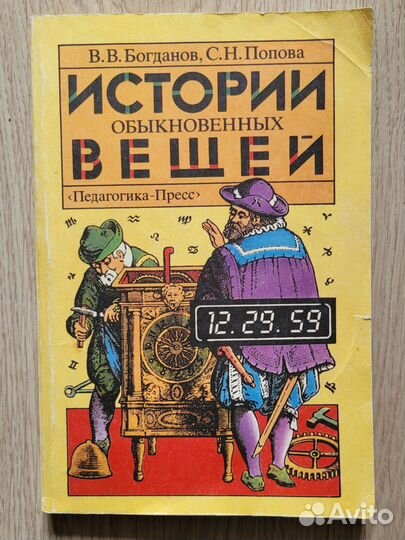 В. В. Богданов, С. Н. Попова
ИСТОРИИ
ОБЫКНОВЕННЫХ
ВЕЩЕЙ
‹Педагогика-Пресс›
12.29.59
Avito